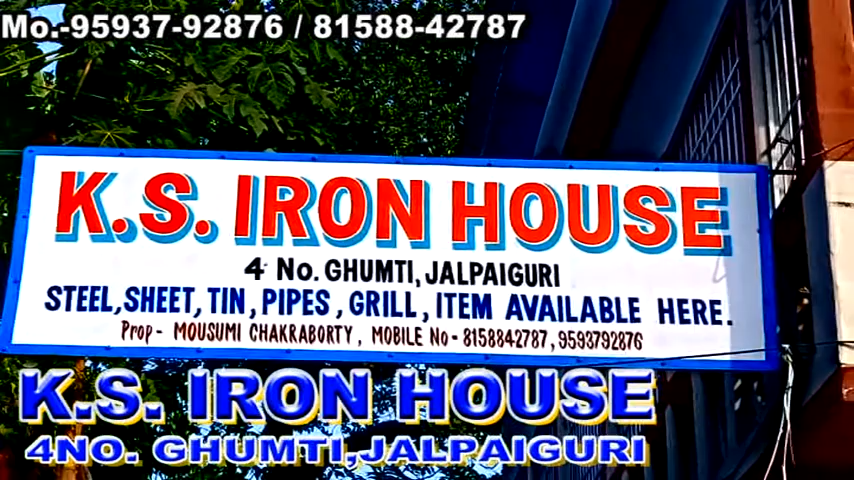 Mo.-95937-92876 / 81588-42787
K.S. IRON HOUSE
4 No. GHUMTI, JALPAIGURI
STEEL, SHEET, TIN, PIPES, GRILL, ITEM AVAILABLE HERE.
Prop- MOUSUMI CHAKRABORTY, MOBILE No- 8158842787, 9593792876
K.S. IRON HOUSE
4NO. GHUMTI,JALPAIGURI